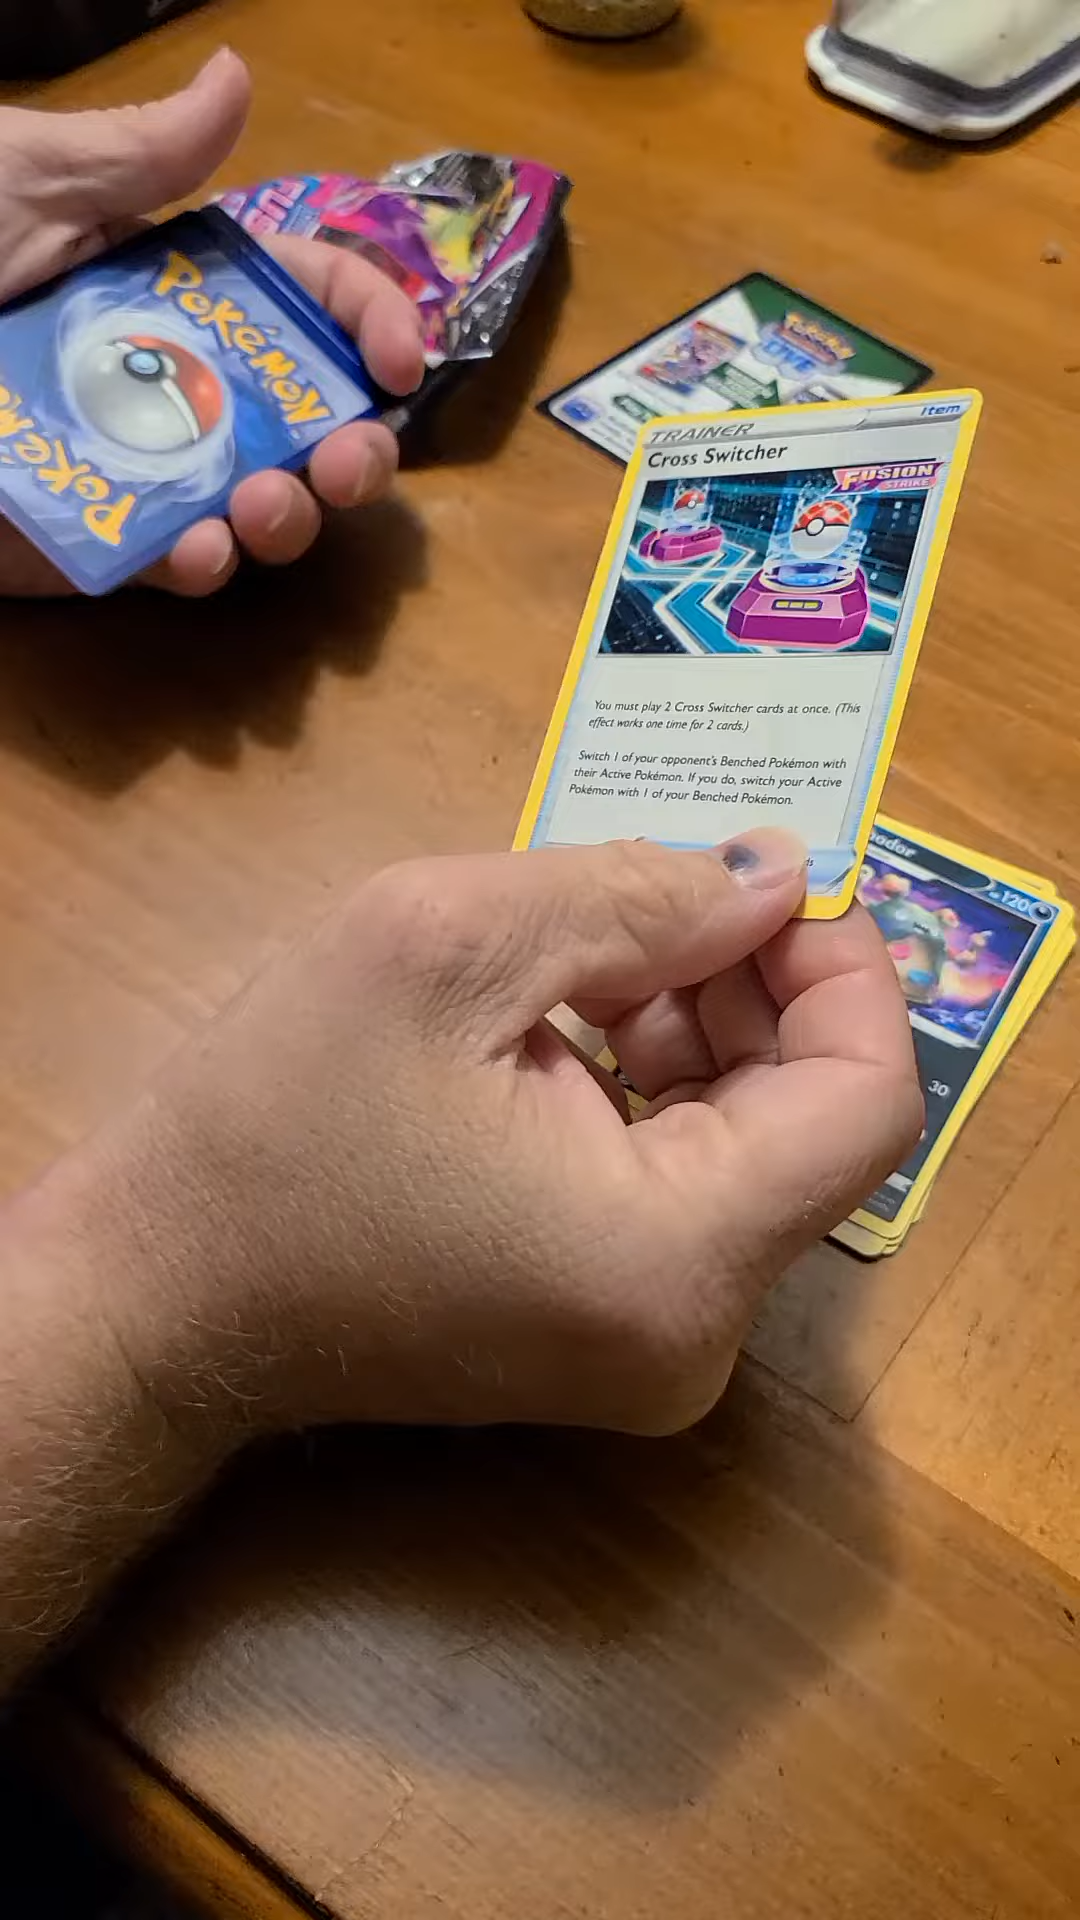 POKéMON
FUS
Pokémon
LIVE
TRAINER
Item
Cross Switcher
FUSION
STRIKE
You must play 2 Cross Switcher cards at once. (This
effect works one time for 2 cards.)
Switch 1 of your opponent's Benched Pokémon with
their Active Pokémon. If you do, switch your Active
Pokémon with 1 of your Benched Pokémon.
120
30